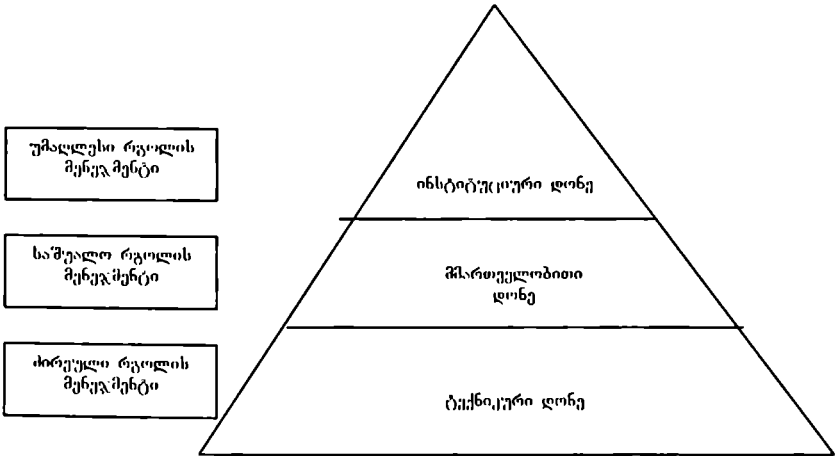 უმაღლესი რგოლის
მენეჯმენტი
ინსტიტუციური დონე
საშუალო რგოლის
მენეჯმენტი
მმართველობითი
დონე
ძირეული რგოლის
მენეჯმენტი
ტექნიკური დონე